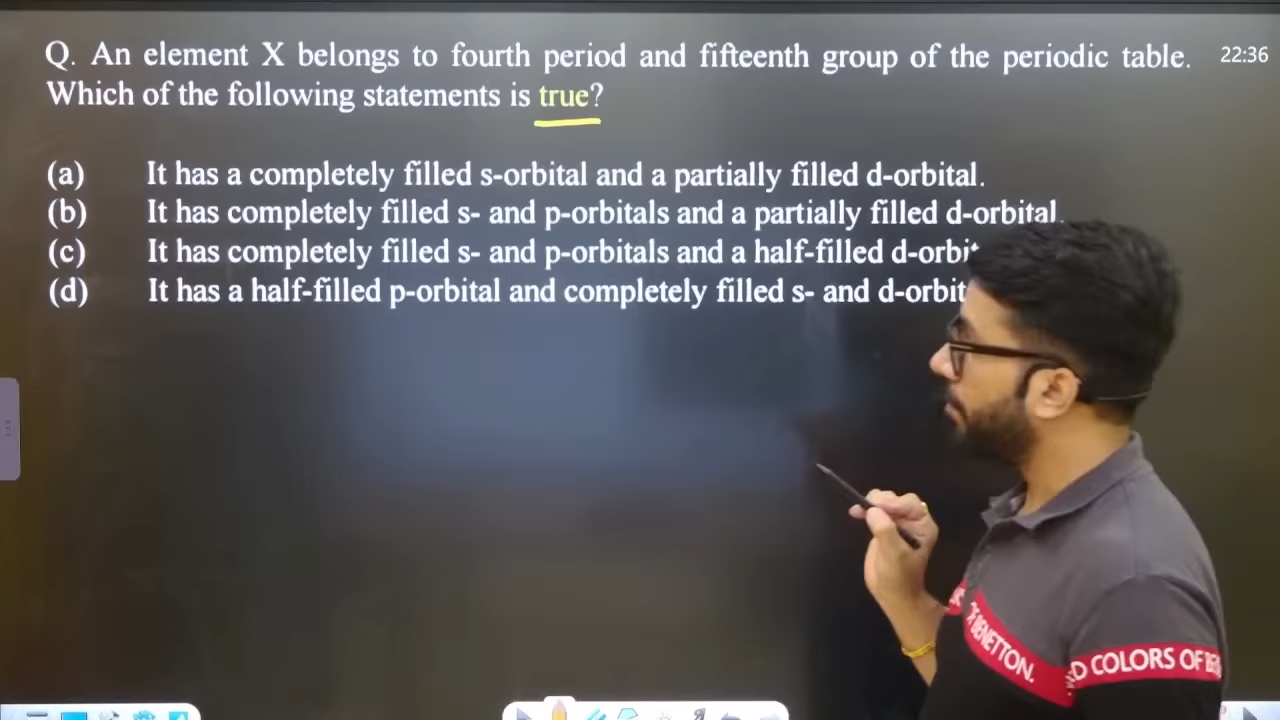 Q. An element X belongs to fourth period and fifteenth group of the periodic table. 22:36
Which of the following statements is true?
(a) It has a completely filled s-orbital and a partially filled d-orbital.
(b) It has completely filled s- and p-orbitals and a partially filled d-orbital.
(c) It has completely filled s- and p-orbitals and a half-filled
(d) It has a half-filled p-orbital and completely filled s- and
OF BENETTON.
COLORS OF